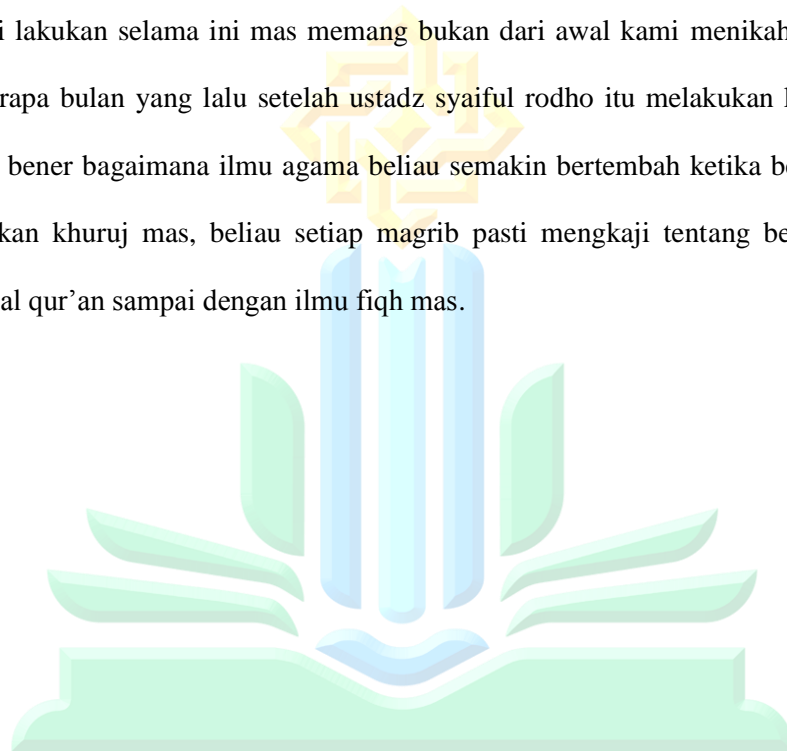 i lakukan selama ini mas memang bukan dari awal kami menikah
rapa bulan yang lalu setelah ustadz syaiful rodho itu melakukan
bener bagaimana ilmu agama beliau semakin bertembah ketika be
kan khuruj mas, beliau setiap magrib pasti mengkaji tentang be
al qur’an sampai dengan ilmu fiqh mas.